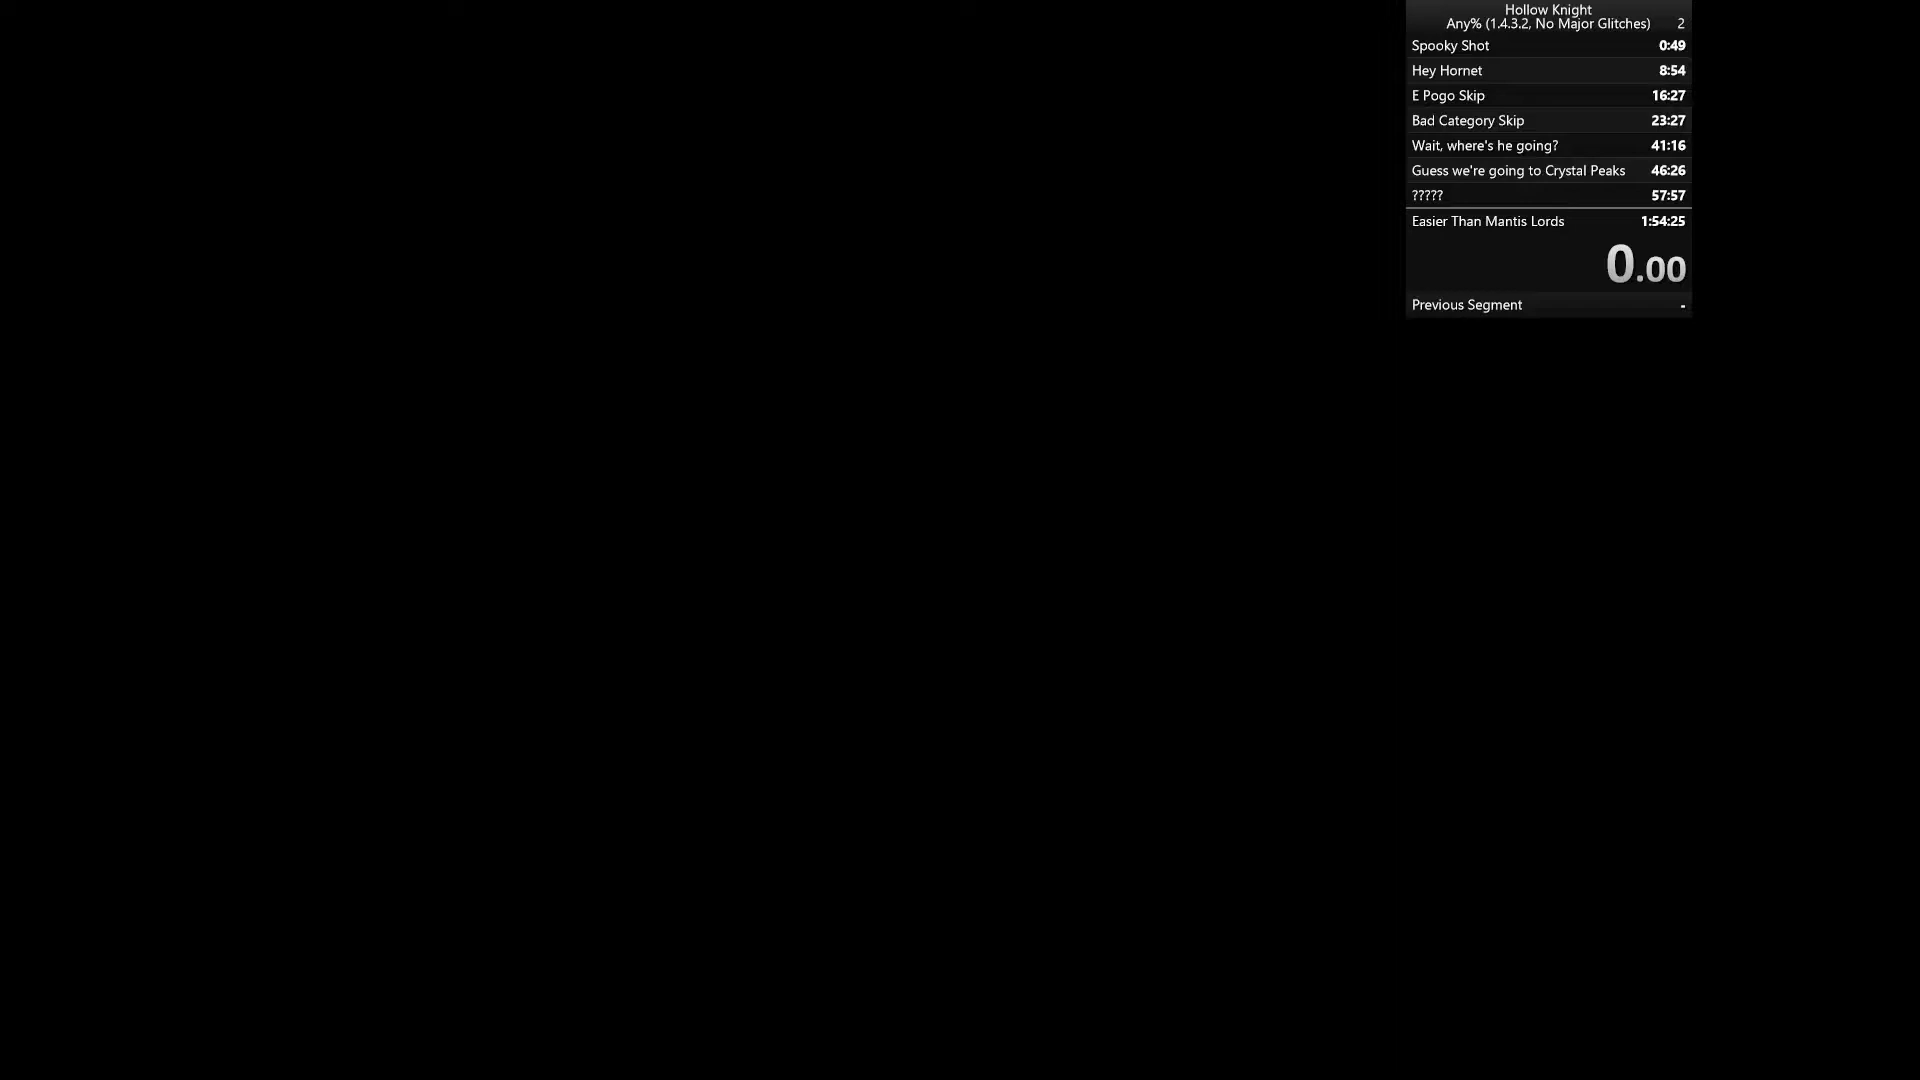 Hollow Knight
Any% (1.4.3.2, No Major Glitches) 2
Spooky Shot 0:49
Hey Hornet 8:54
E Pogo Skip 16:27
Bad Category Skip 23:27
Wait, where's he going? 41:16
Guess we're going to Crystal Peaks 46:26
????? 57:57
Easier Than Mantis Lords 1:54:25
0.00
Previous Segment -